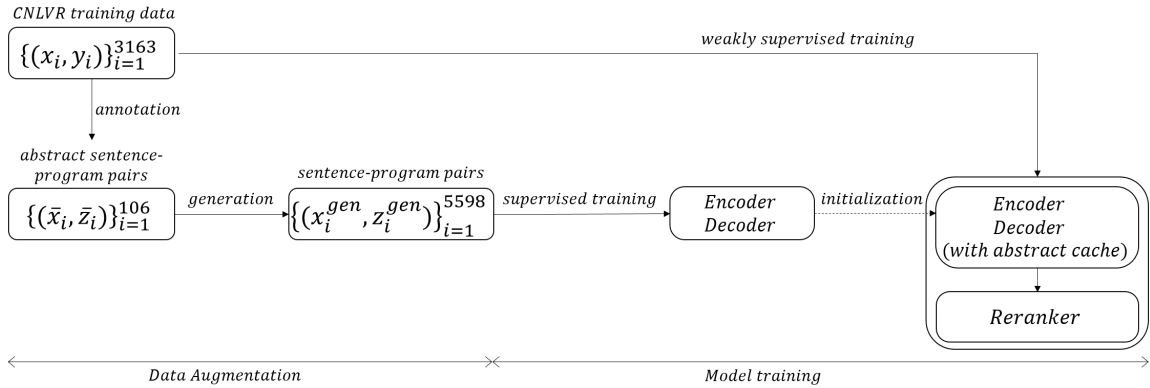 CNLVR training data
{(x_i, y_i)}_{i=1}^{3163}
weakly supervised training
annotation
abstract sentence-
program pairs
{(x̄_i, z̄_i)}_{i=1}^{106}
generation
sentence-program pairs
{(x_i^{gen}, z_i^{gen})}_{i=1}^{5598}
supervised training
Encoder
Decoder
initialization
Encoder
Decoder
(with abstract cache)
Reranker
Data Augmentation
Model training